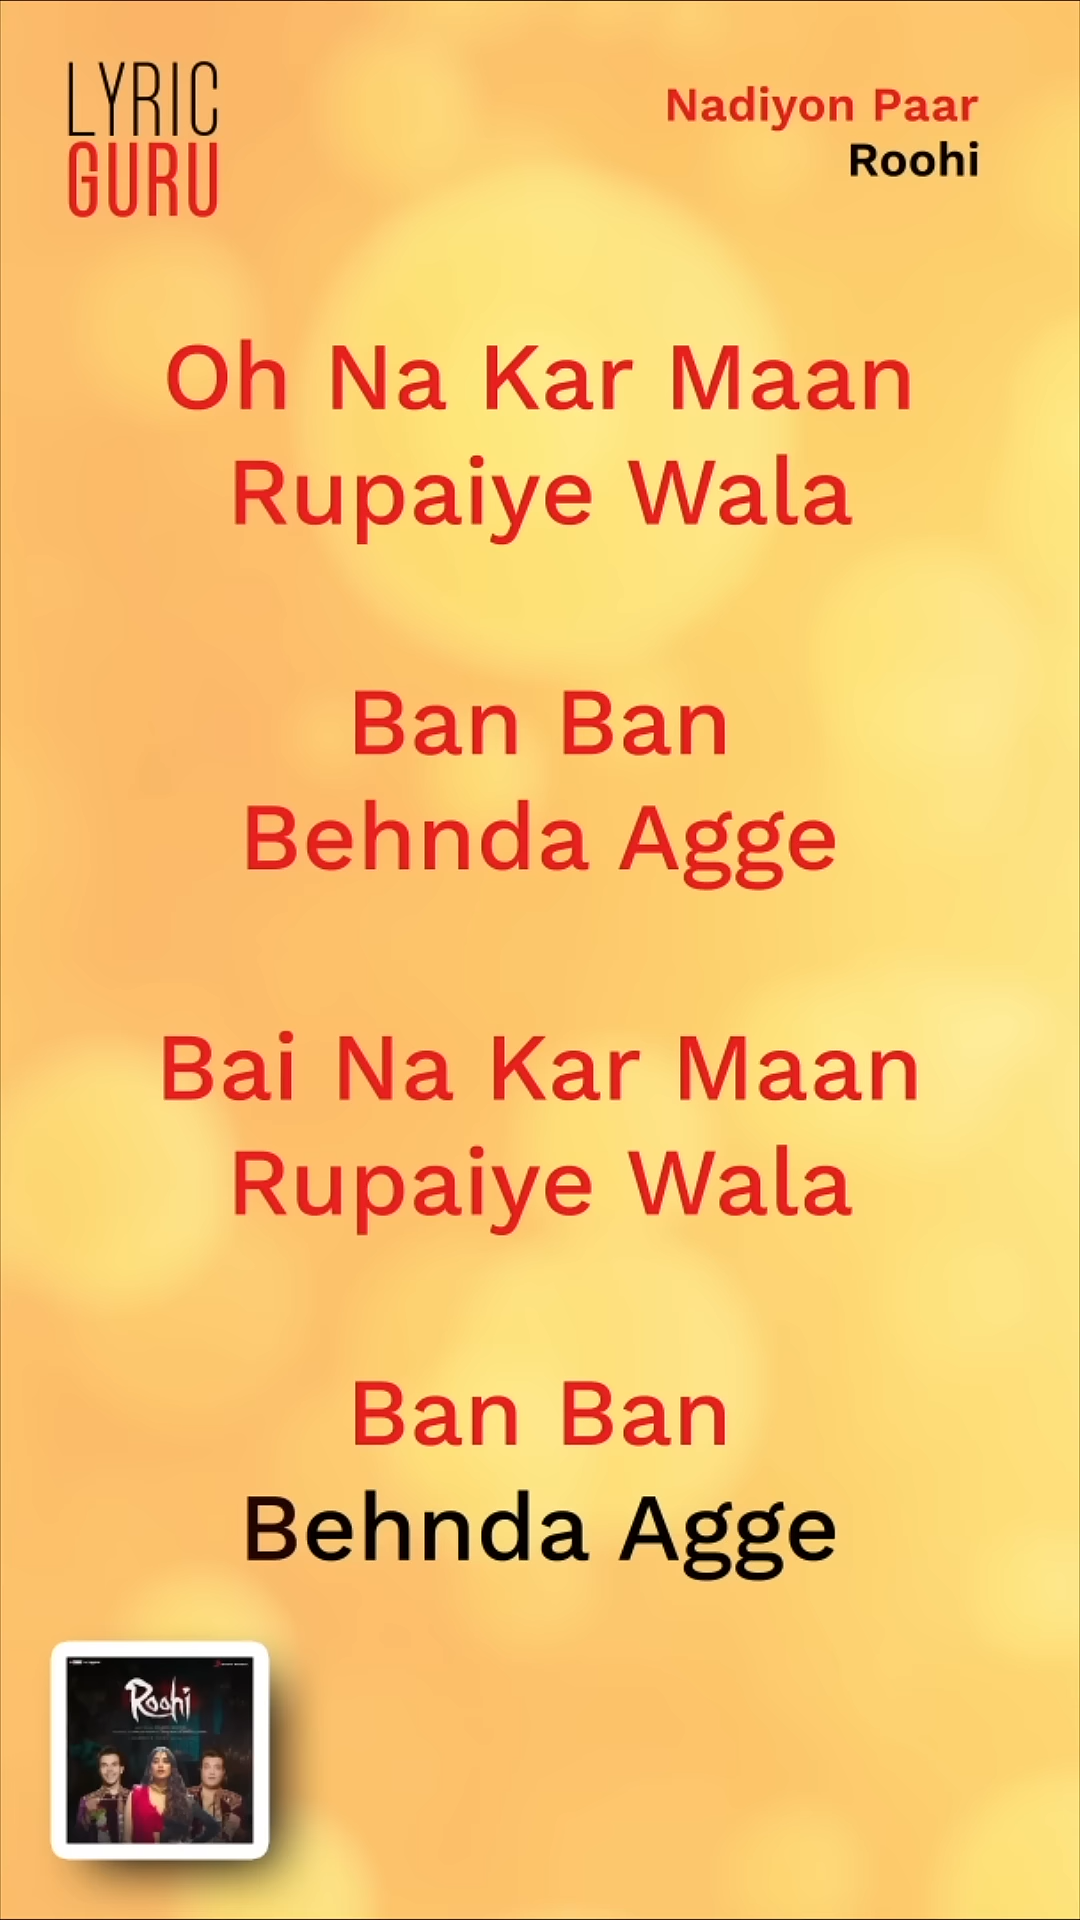 LYRIC
GURU
Nadiyon Paar
Roohi
Oh Na Kar Maan
Rupaiye Wala
Ban Ban
Behnda Agge
Bai Na Kar Maan
Rupaiye Wala
Ban Ban
Behnda Agge
Roohi